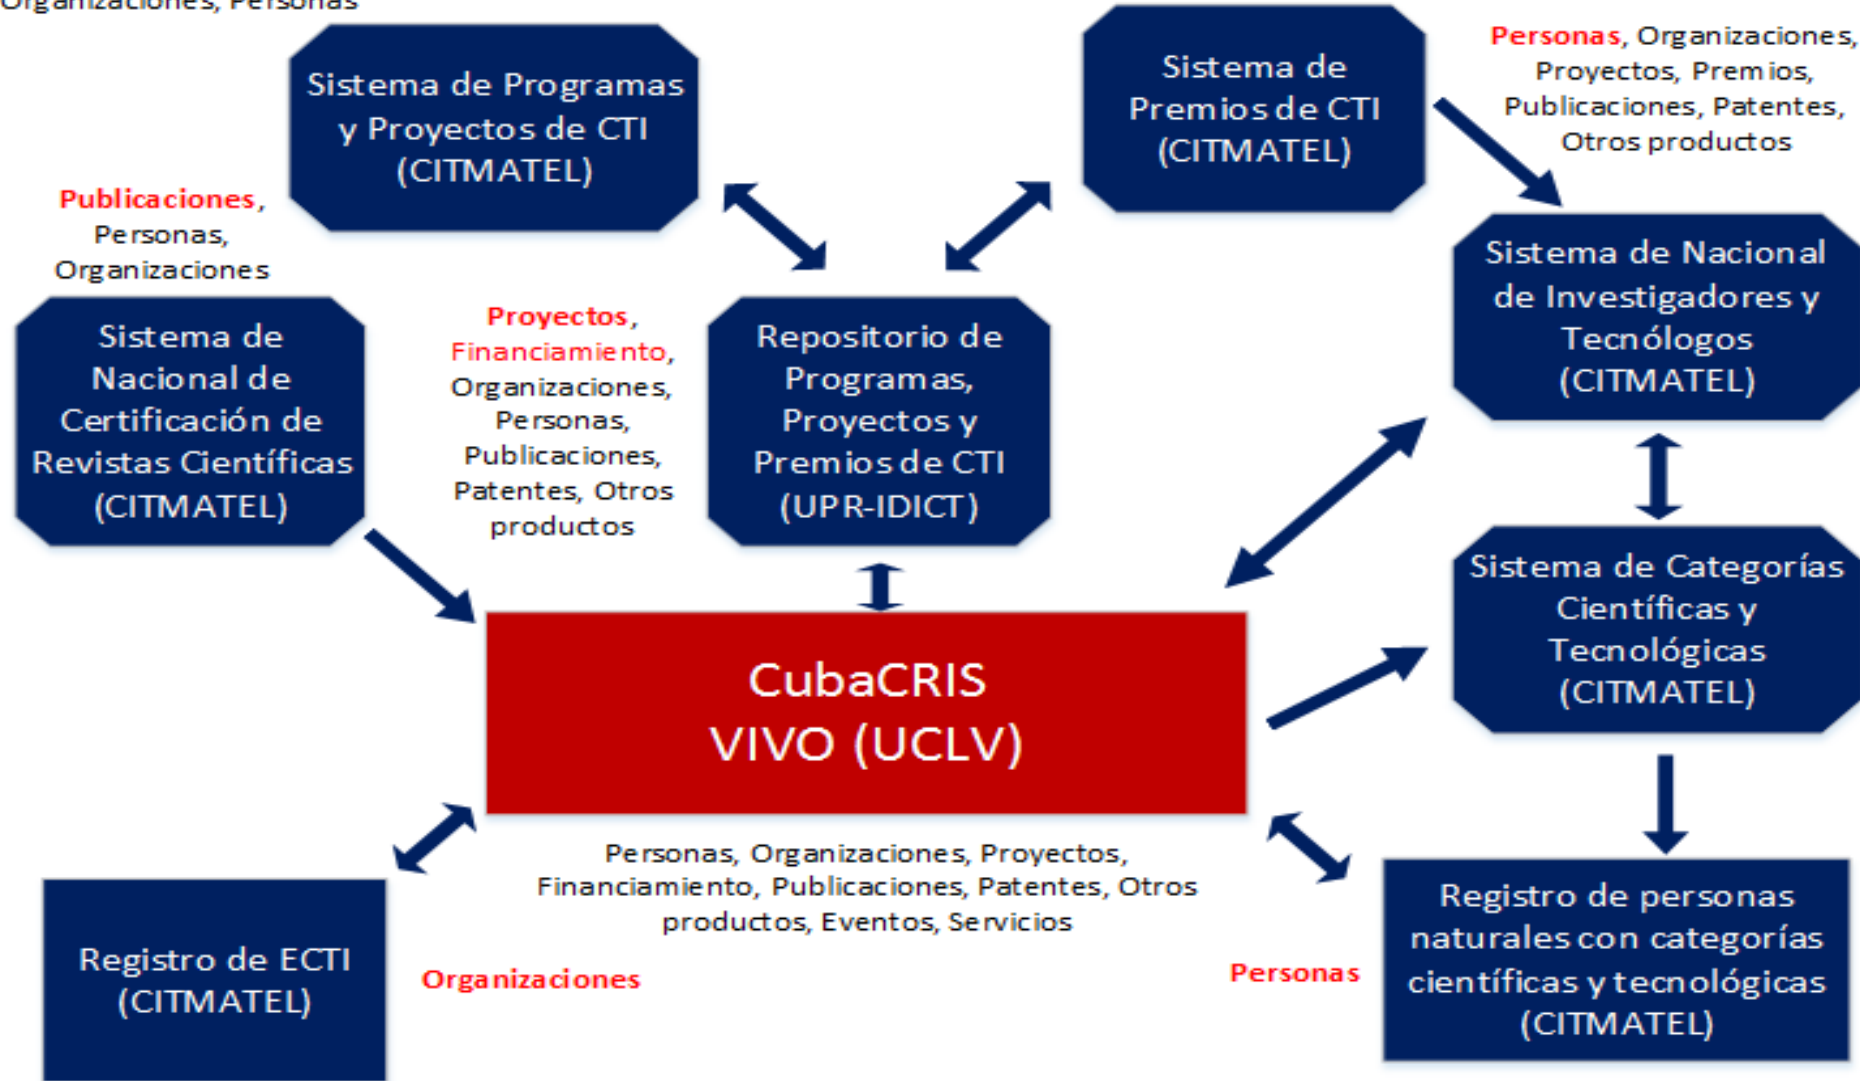 Organizaciones, Personas
Sistema de Programas
y Proyectos de CTI
(CITMATEL)
Sistema de
Premios de CTI
(CITMATEL)
Personas, Organizaciones,
Proyectos, Premios,
Publicaciones, Patentes,
Otros productos
Publicaciones,
Personas,
Organizaciones
Sistema de
Nacional de
Certificación de
Revistas Científicas
(CITMATEL)
Proyectos,
Financiamiento,
Organizaciones,
Personas,
Publicaciones,
Patentes, Otros
productos
Repositorio de
Programas,
Proyectos y
Premios de CTI
(UPR-IDICT)
Sistema de Nacional
de Investigadores y
Tecnólogos
(CITMATEL)
Sistema de Categorías
Científicas y
Tecnológicas
(CITMATEL)
CubaCRIS
VIVO (UCLV)
Personas, Organizaciones, Proyectos,
Financiamiento, Publicaciones, Patentes, Otros
productos, Eventos, Servicios
Registro de ECTI
(CITMATEL)
Organizaciones
Personas
Registro de personas
naturales con categorías
científicas y tecnológicas
(CITMATEL)